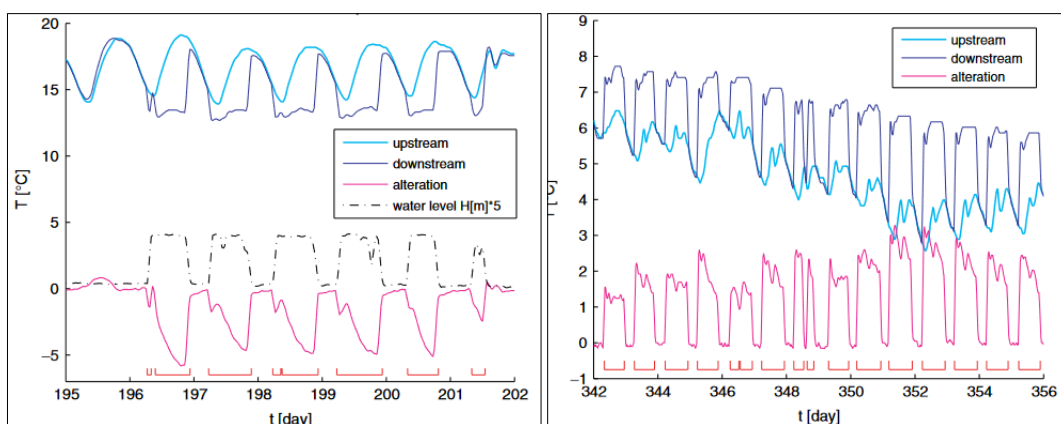 20
15
10
5
0
−5
T [°C]
upstream
downstream
alteration
water level H[m]*5
195 196 197 198 199 200 201 202
t [day]
9
8
7
6
5
4
3
2
1
0
−1
upstream
downstream
alteration
342 344 346 348 350 352 354 356
t [day]